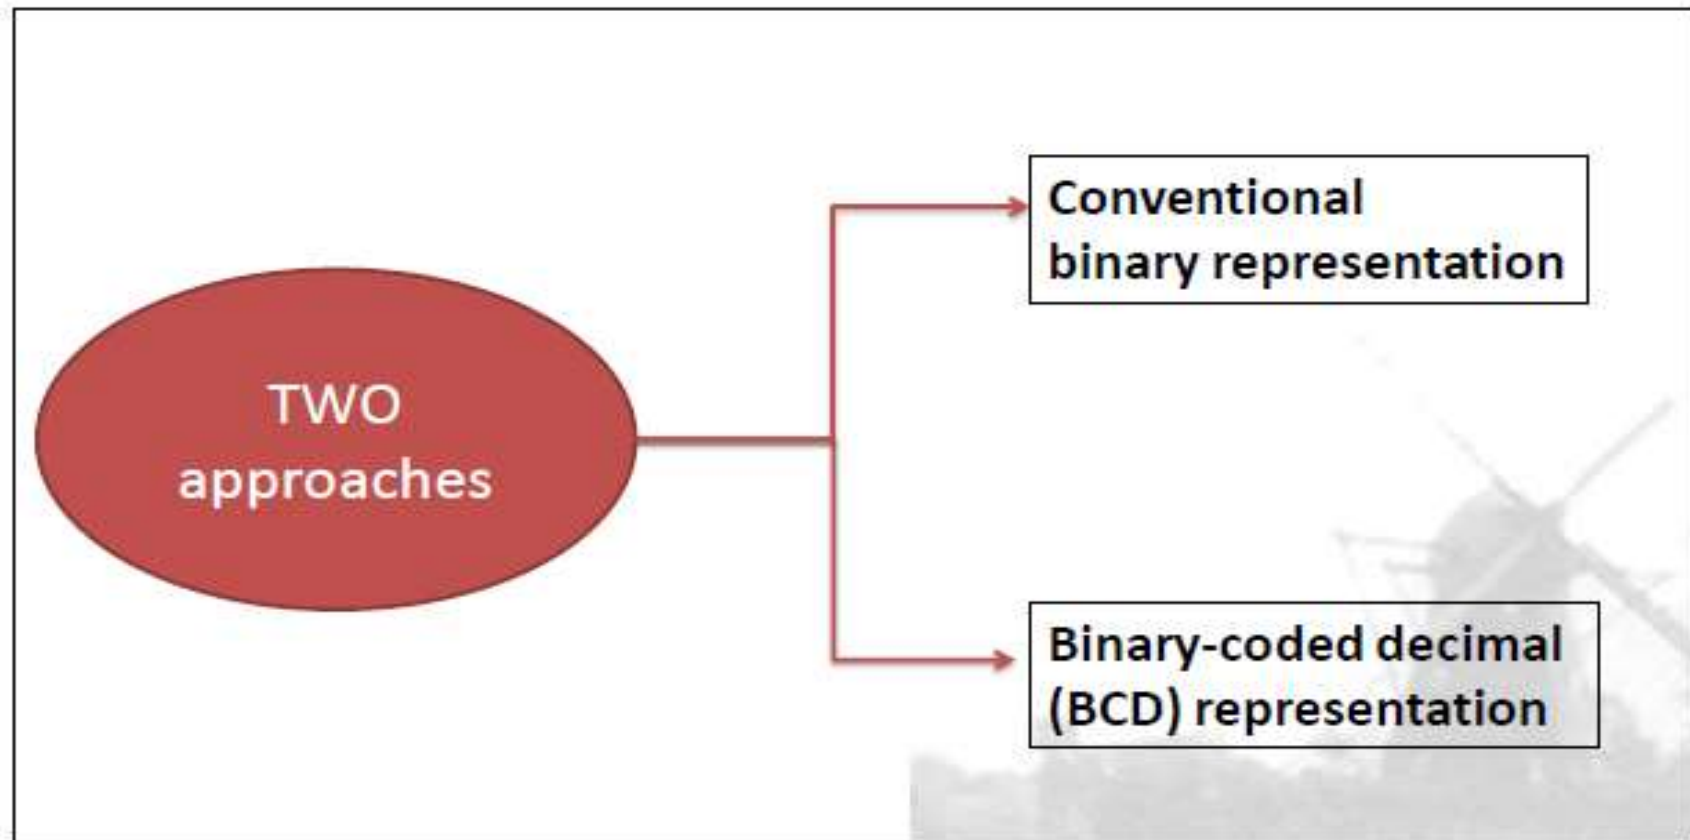 TWO
approaches
Conventional
binary representation
Binary-coded decimal
(BCD) representation